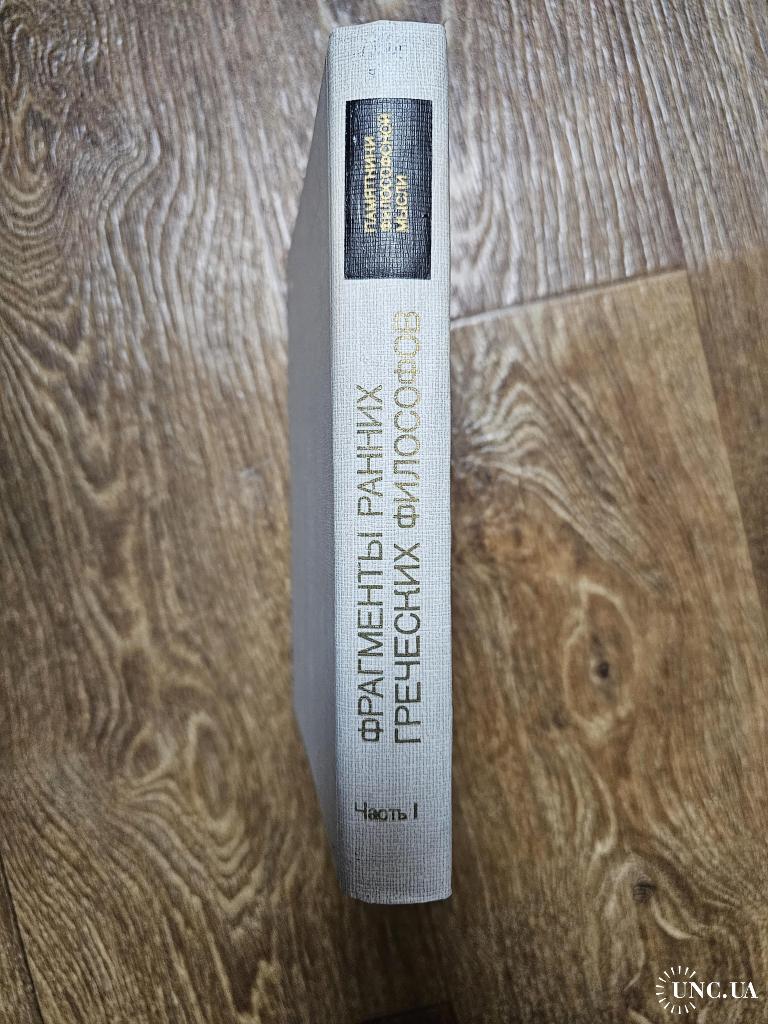 ПАМЯТНИКИ
ФИЛОСОФСКОЙ
МЫСЛИ
ФРАГМЕНТЫ РАННИХ
ГРЕЧЕСКИХ ФИЛОСОФОВ
Часть I
UNC.UA